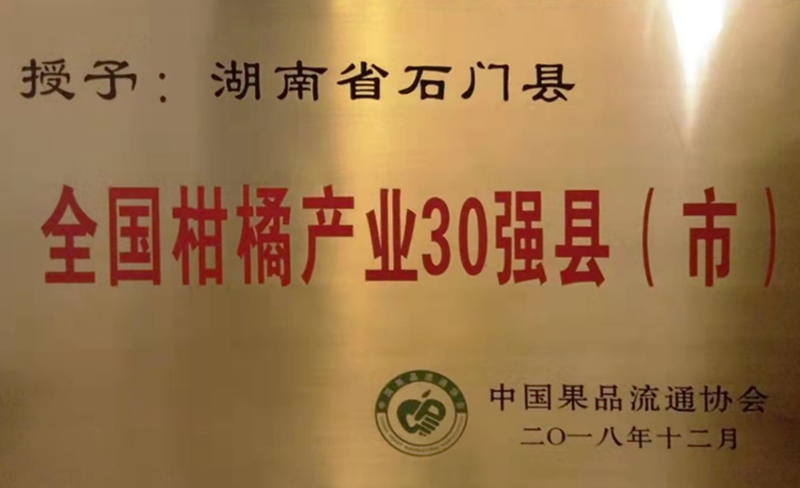 授予：湖南省石门县
全国柑橘产业30强县（市）
中国果品流通协会
二O一八年十二月